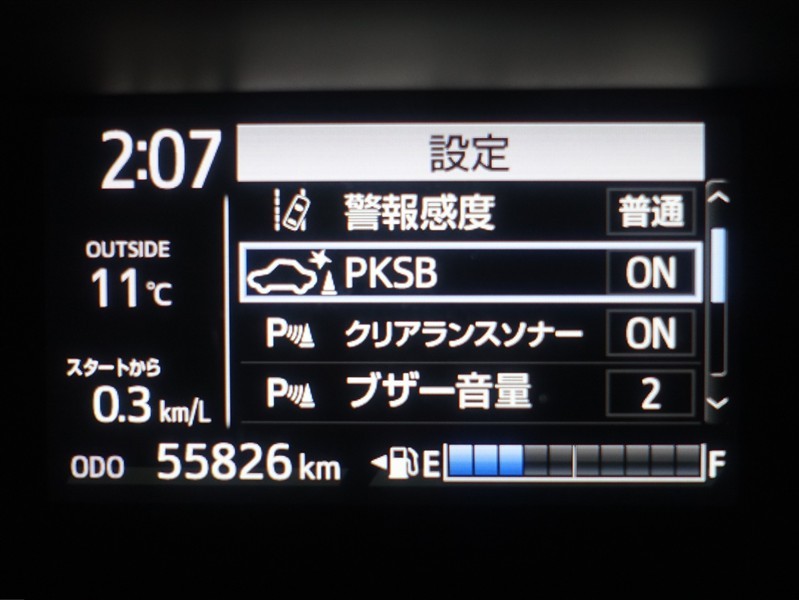 2:07
設定
警報感度 普通
OUTSIDE
11℃
PKSB ON
P クリアランスソナー ON
スタートから
0.3 km/L
P ブザー音量 2
ODO 55826 km
E F